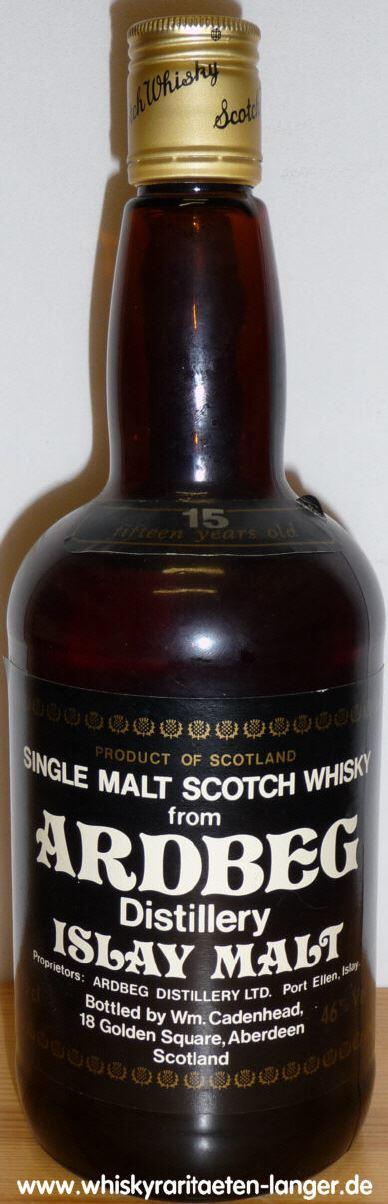 Whisky
Scotch
15
fifteen years old
PRODUCT OF SCOTLAND
SINGLE MALT SCOTCH WHISKY
from
ARDBEG
Distillery
ISLAY MALT
Proprietors: ARDBEG DISTILLERY LTD. Port Ellen, Islay.
Bottled by Wm. Cadenhead,
46%
18 Golden Square, Aberdeen
Scotland
www.whiskyraritaeten-langer.de